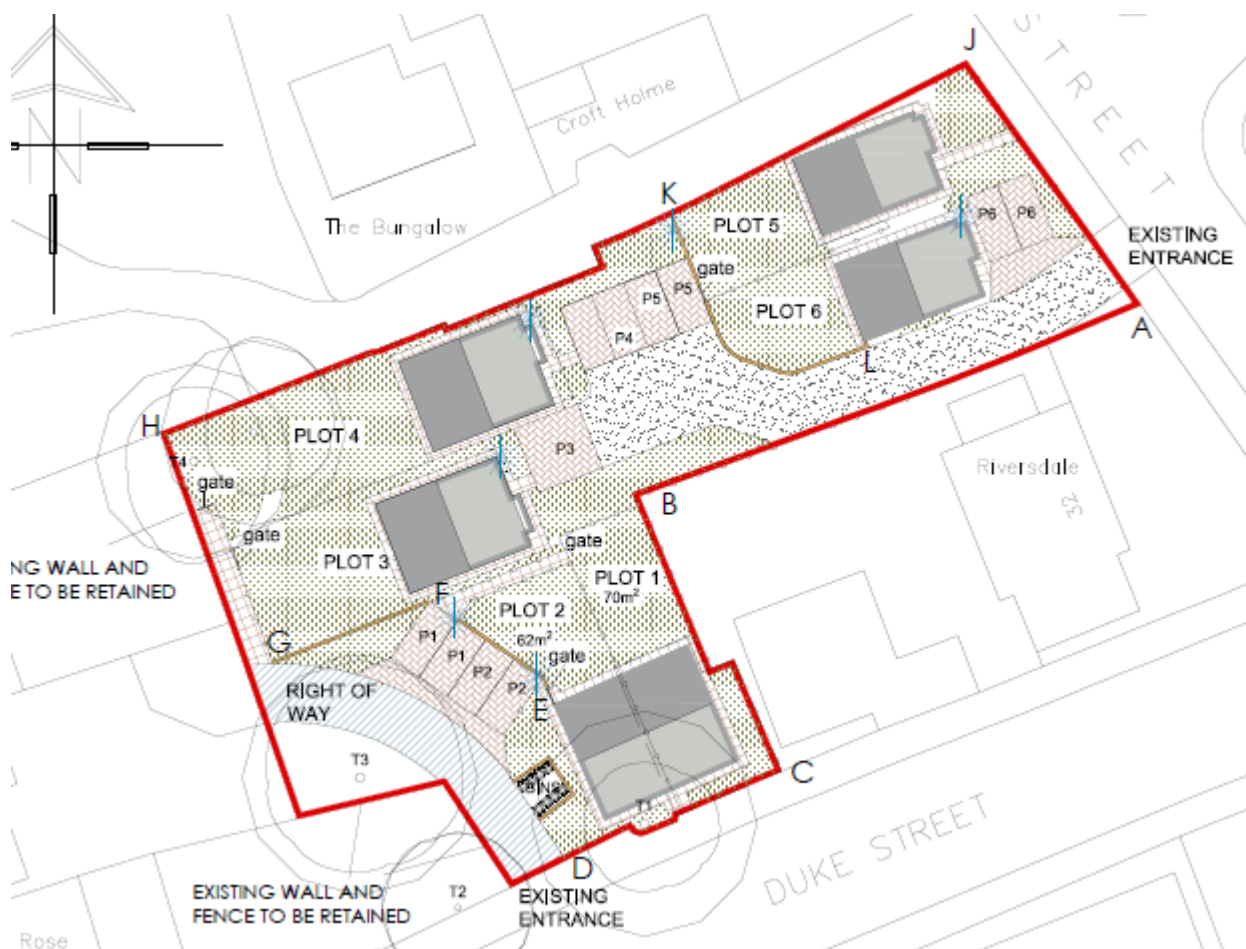 J
STREET
Croft Holme
K
The Bungalow
PLOT 5
P6
P6
EXISTING
ENTRANCE
gate
P5
P5
PLOT 6
A
P4
L
H
PLOT 4
P3
T4
gate
I
Riversdale
B
32
gate
gate
NG WALL AND
E TO BE RETAINED
PLOT 3
PLOT 1
70m²
F
PLOT 2
62m²
gate
G
P1
P1
P2
P2
RIGHT OF
WAY
E
T3
BINS
C
T1
DUKE STREET
D
EXISTING WALL AND
FENCE TO BE RETAINED
T2
EXISTING
ENTRANCE
Rose
N